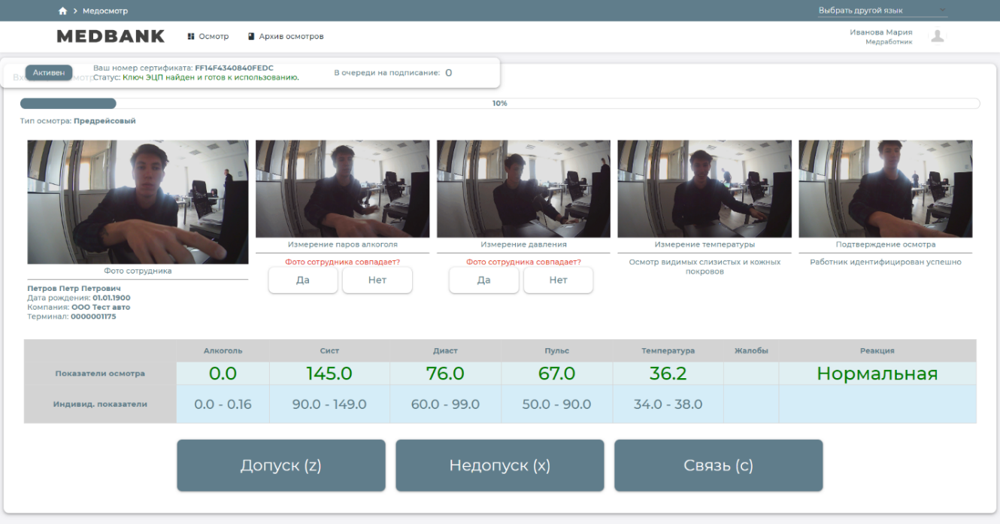 Медосмотр
Выбрать другой язык
MEDBANK
Осмотр
Архив осмотров
Иванова Мария
Медработник
Активен
Ваш номер сертификата: FF14F4340840FEDC
Статус: Ключ ЭЦП найден и готов к использованию.
В очереди на подписание: 0
10%
Тип осмотра: Предрейсовый
Фото сотрудника
Петров Петр Петрович
Дата рождения: 01.01.1900
Компания: ООО Тест авто
Терминал: 0000001175
Измерение паров алкоголя
Фото сотрудника совпадает?
Да
Нет
Измерение давления
Фото сотрудника совпадает?
Да
Нет
Измерение температуры
Осмотр видимых слизистых и кожных
покровов
Подтверждение осмотра
Работник идентифицирован успешно
Алкоголь Сист Диаст Пульс Температура Жалобы Реакция
Показатели осмотра 0.0 145.0 76.0 67.0 36.2 Нормальная
Индивид. показатели 0.0 - 0.16 90.0 - 149.0 60.0 - 99.0 50.0 - 90.0 34.0 - 38.0
Допуск (z)
Недопуск (x)
Связь (c)